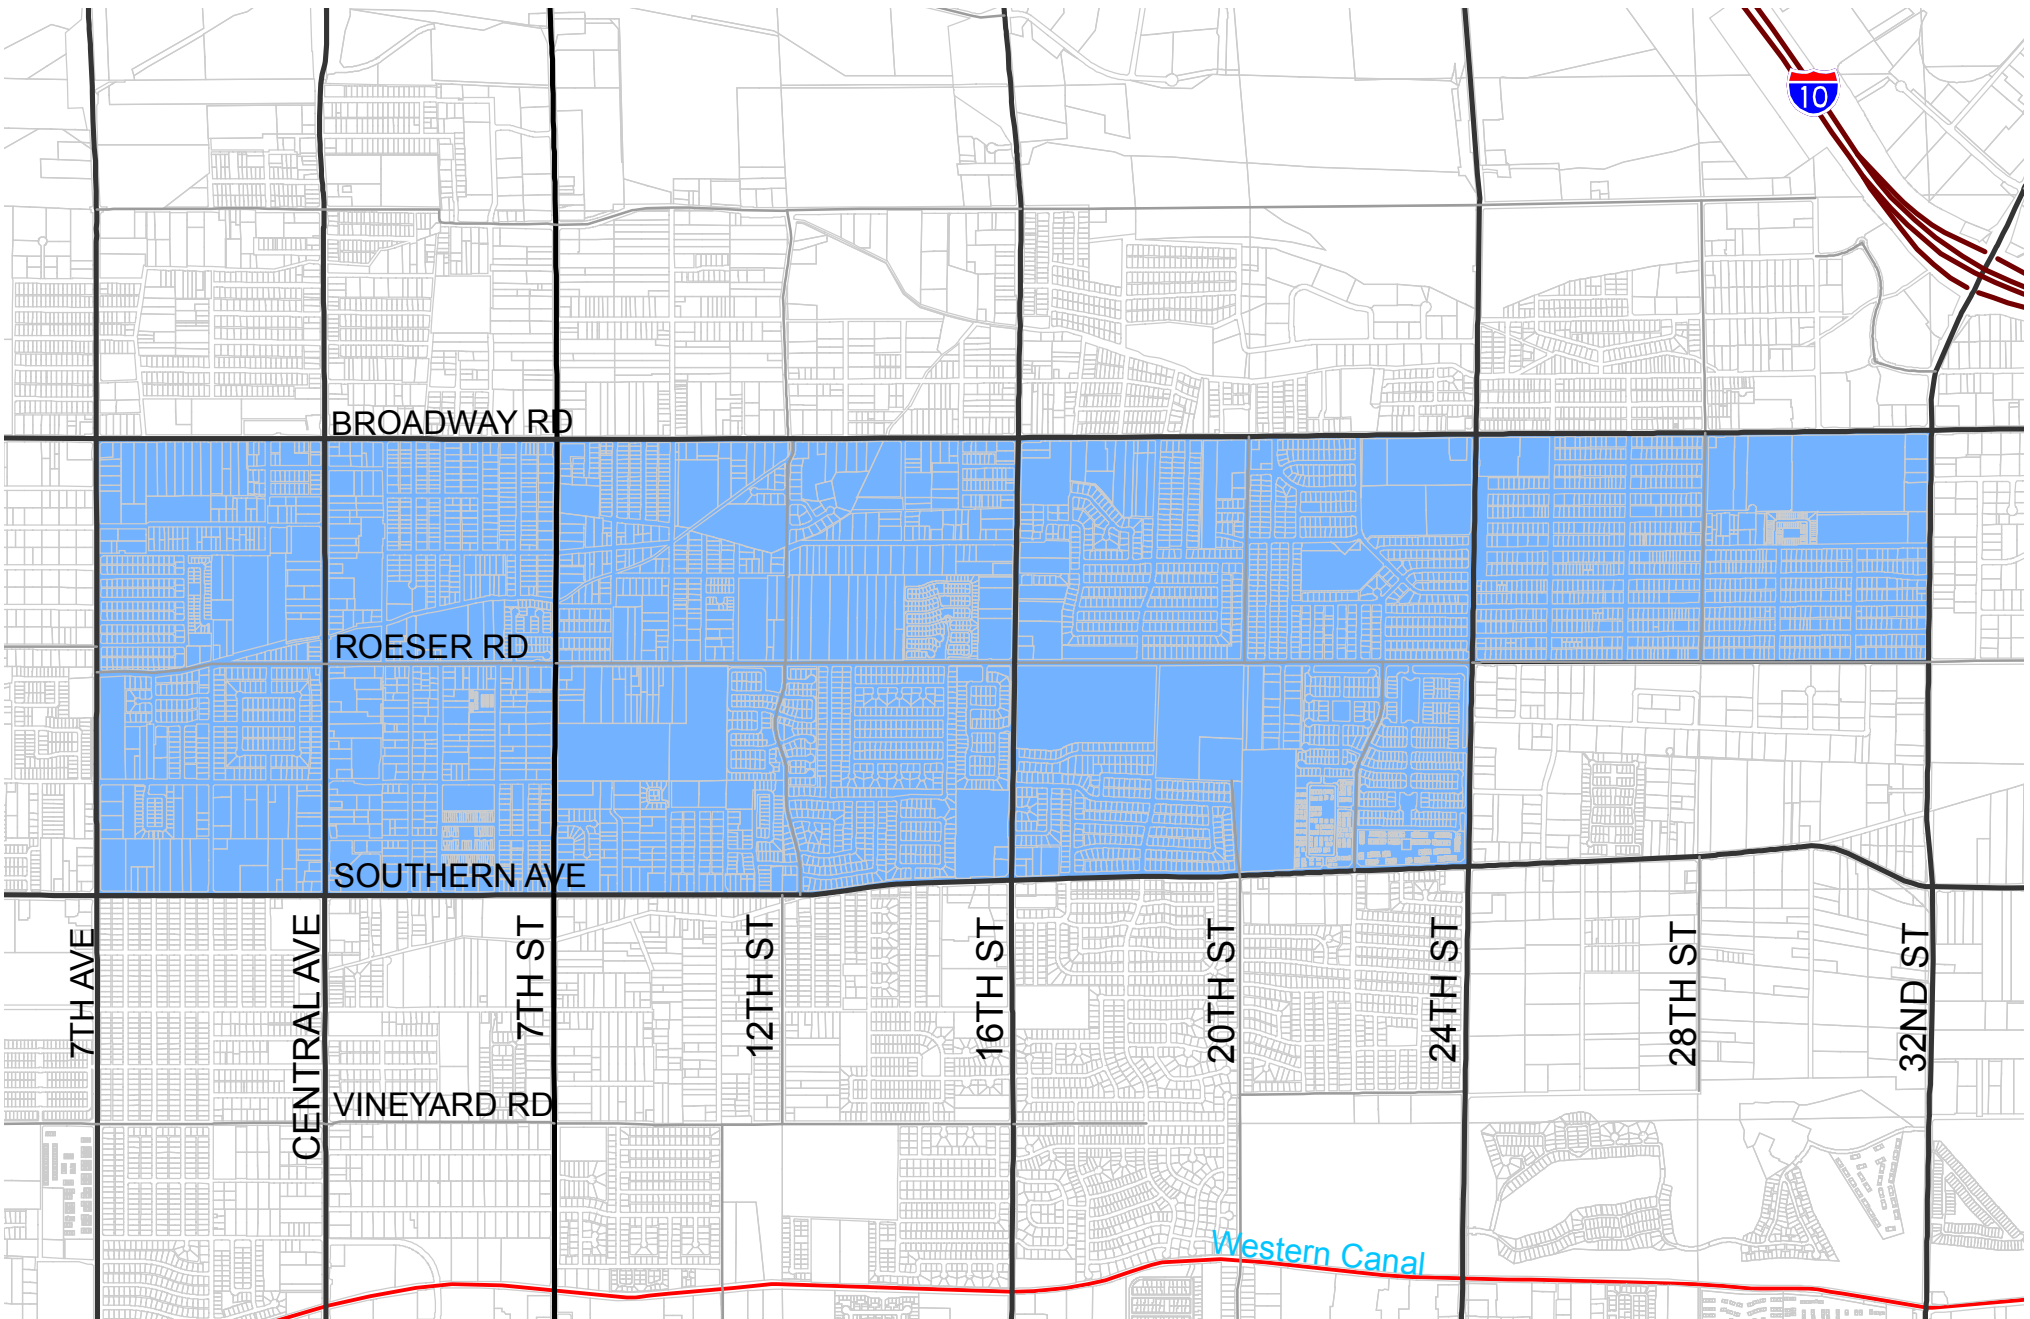 10
BROADWAY RD
ROESER RD
SOUTHERN AVE
7TH AVE
CENTRAL AVE
7TH ST
12TH ST
16TH ST
20TH ST
24TH ST
28TH ST
32ND ST
VINEYARD RD
Western Canal